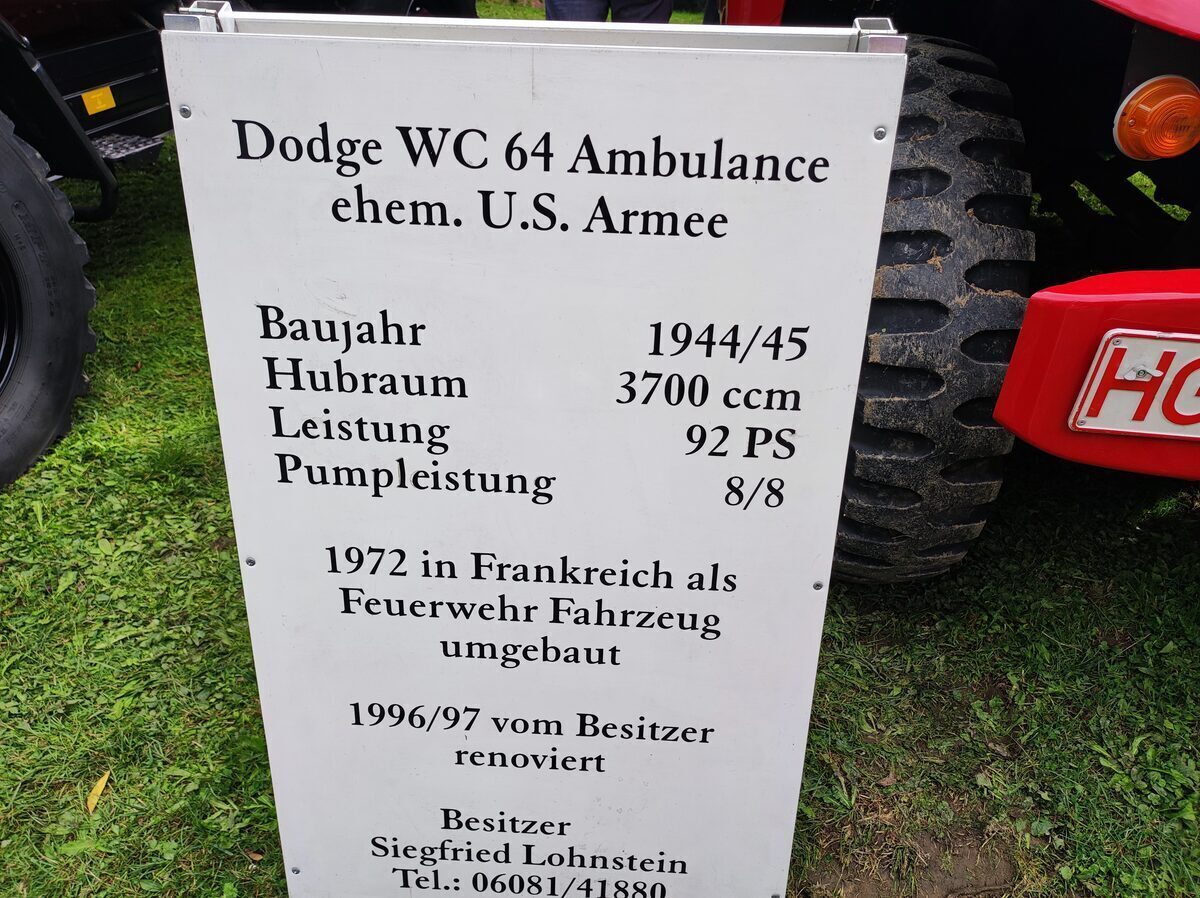 Dodge WC 64 Ambulance
ehem. U.S. Armee
Baujahr 1944/45
Hubraum 3700 ccm
Leistung 92 PS
Pumpleistung 8/8
1972 in Frankreich als
Feuerwehr Fahrzeug
umgebaut
1996/97 vom Besitzer
renoviert
Besitzer
Siegfried Lohnstein
Tel.: 06081/41880
HG